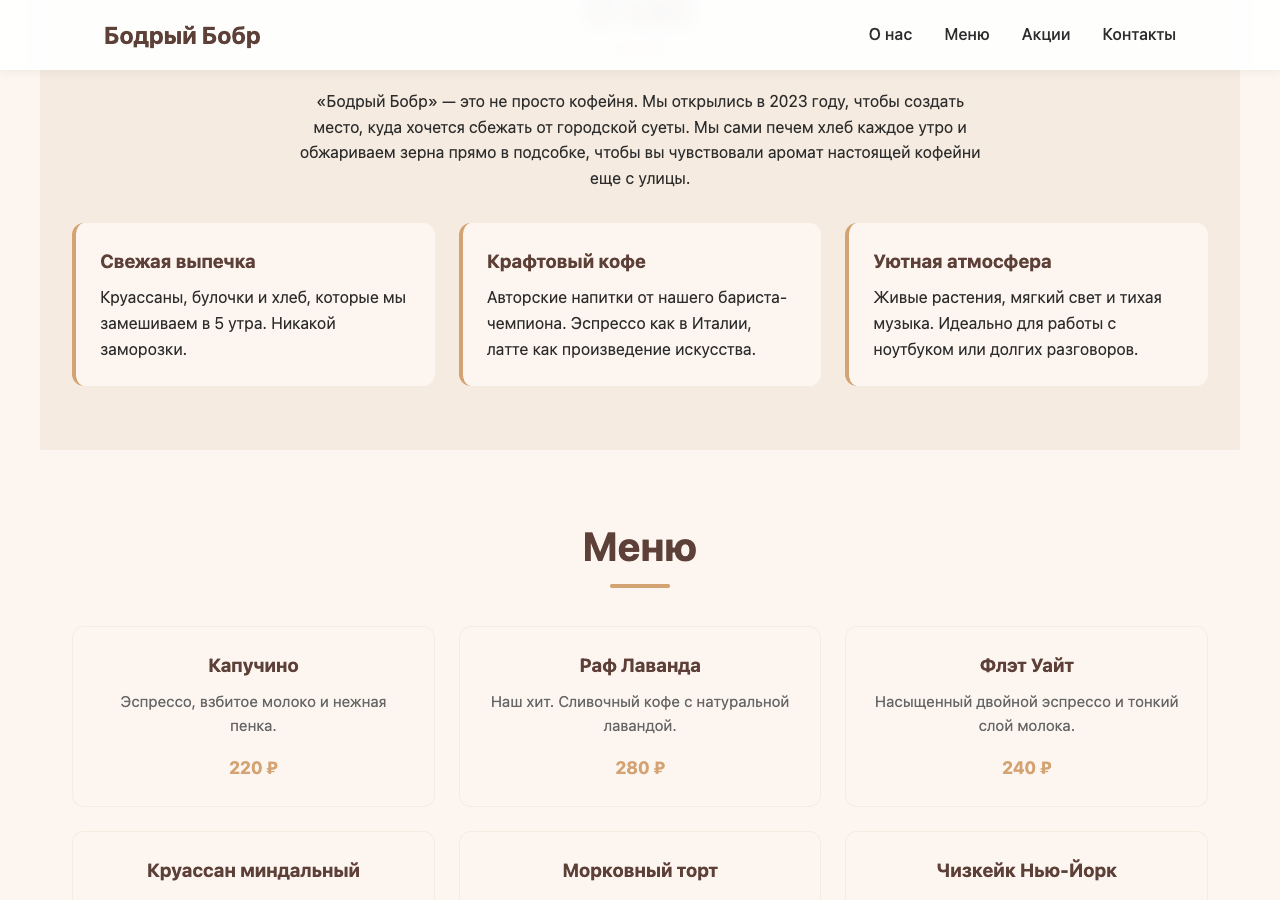 Бодрый Бобр
О нас Меню Акции Контакты
«Бодрый Бобр» — это не просто кофейня. Мы открылись в 2023 году, чтобы создать
место, куда хочется сбежать от городской суеты. Мы сами печем хлеб каждое утро и
обжариваем зерна прямо в подсобке, чтобы вы чувствовали аромат настоящей кофейни
еще с улицы.
Свежая выпечка
Круассаны, булочки и хлеб, которые мы
замешиваем в 5 утра. Никакой
заморозки.
Крафтовый кофе
Авторские напитки от нашего бариста-
чемпиона. Эспрессо как в Италии,
латте как произведение искусства.
Уютная атмосфера
Живые растения, мягкий свет и тихая
музыка. Идеально для работы с
ноутбуком или долгих разговоров.
Меню
Капучино
Эспрессо, взбитое молоко и нежная
пенка.
220 ₽
Раф Лаванда
Наш хит. Сливочный кофе с натуральной
лавандой.
280 ₽
Флэт Уайт
Насыщенный двойной эспрессо и тонкий
слой молока.
240 ₽
Круассан миндальный
Морковный торт
Чизкейк Нью-Йорк